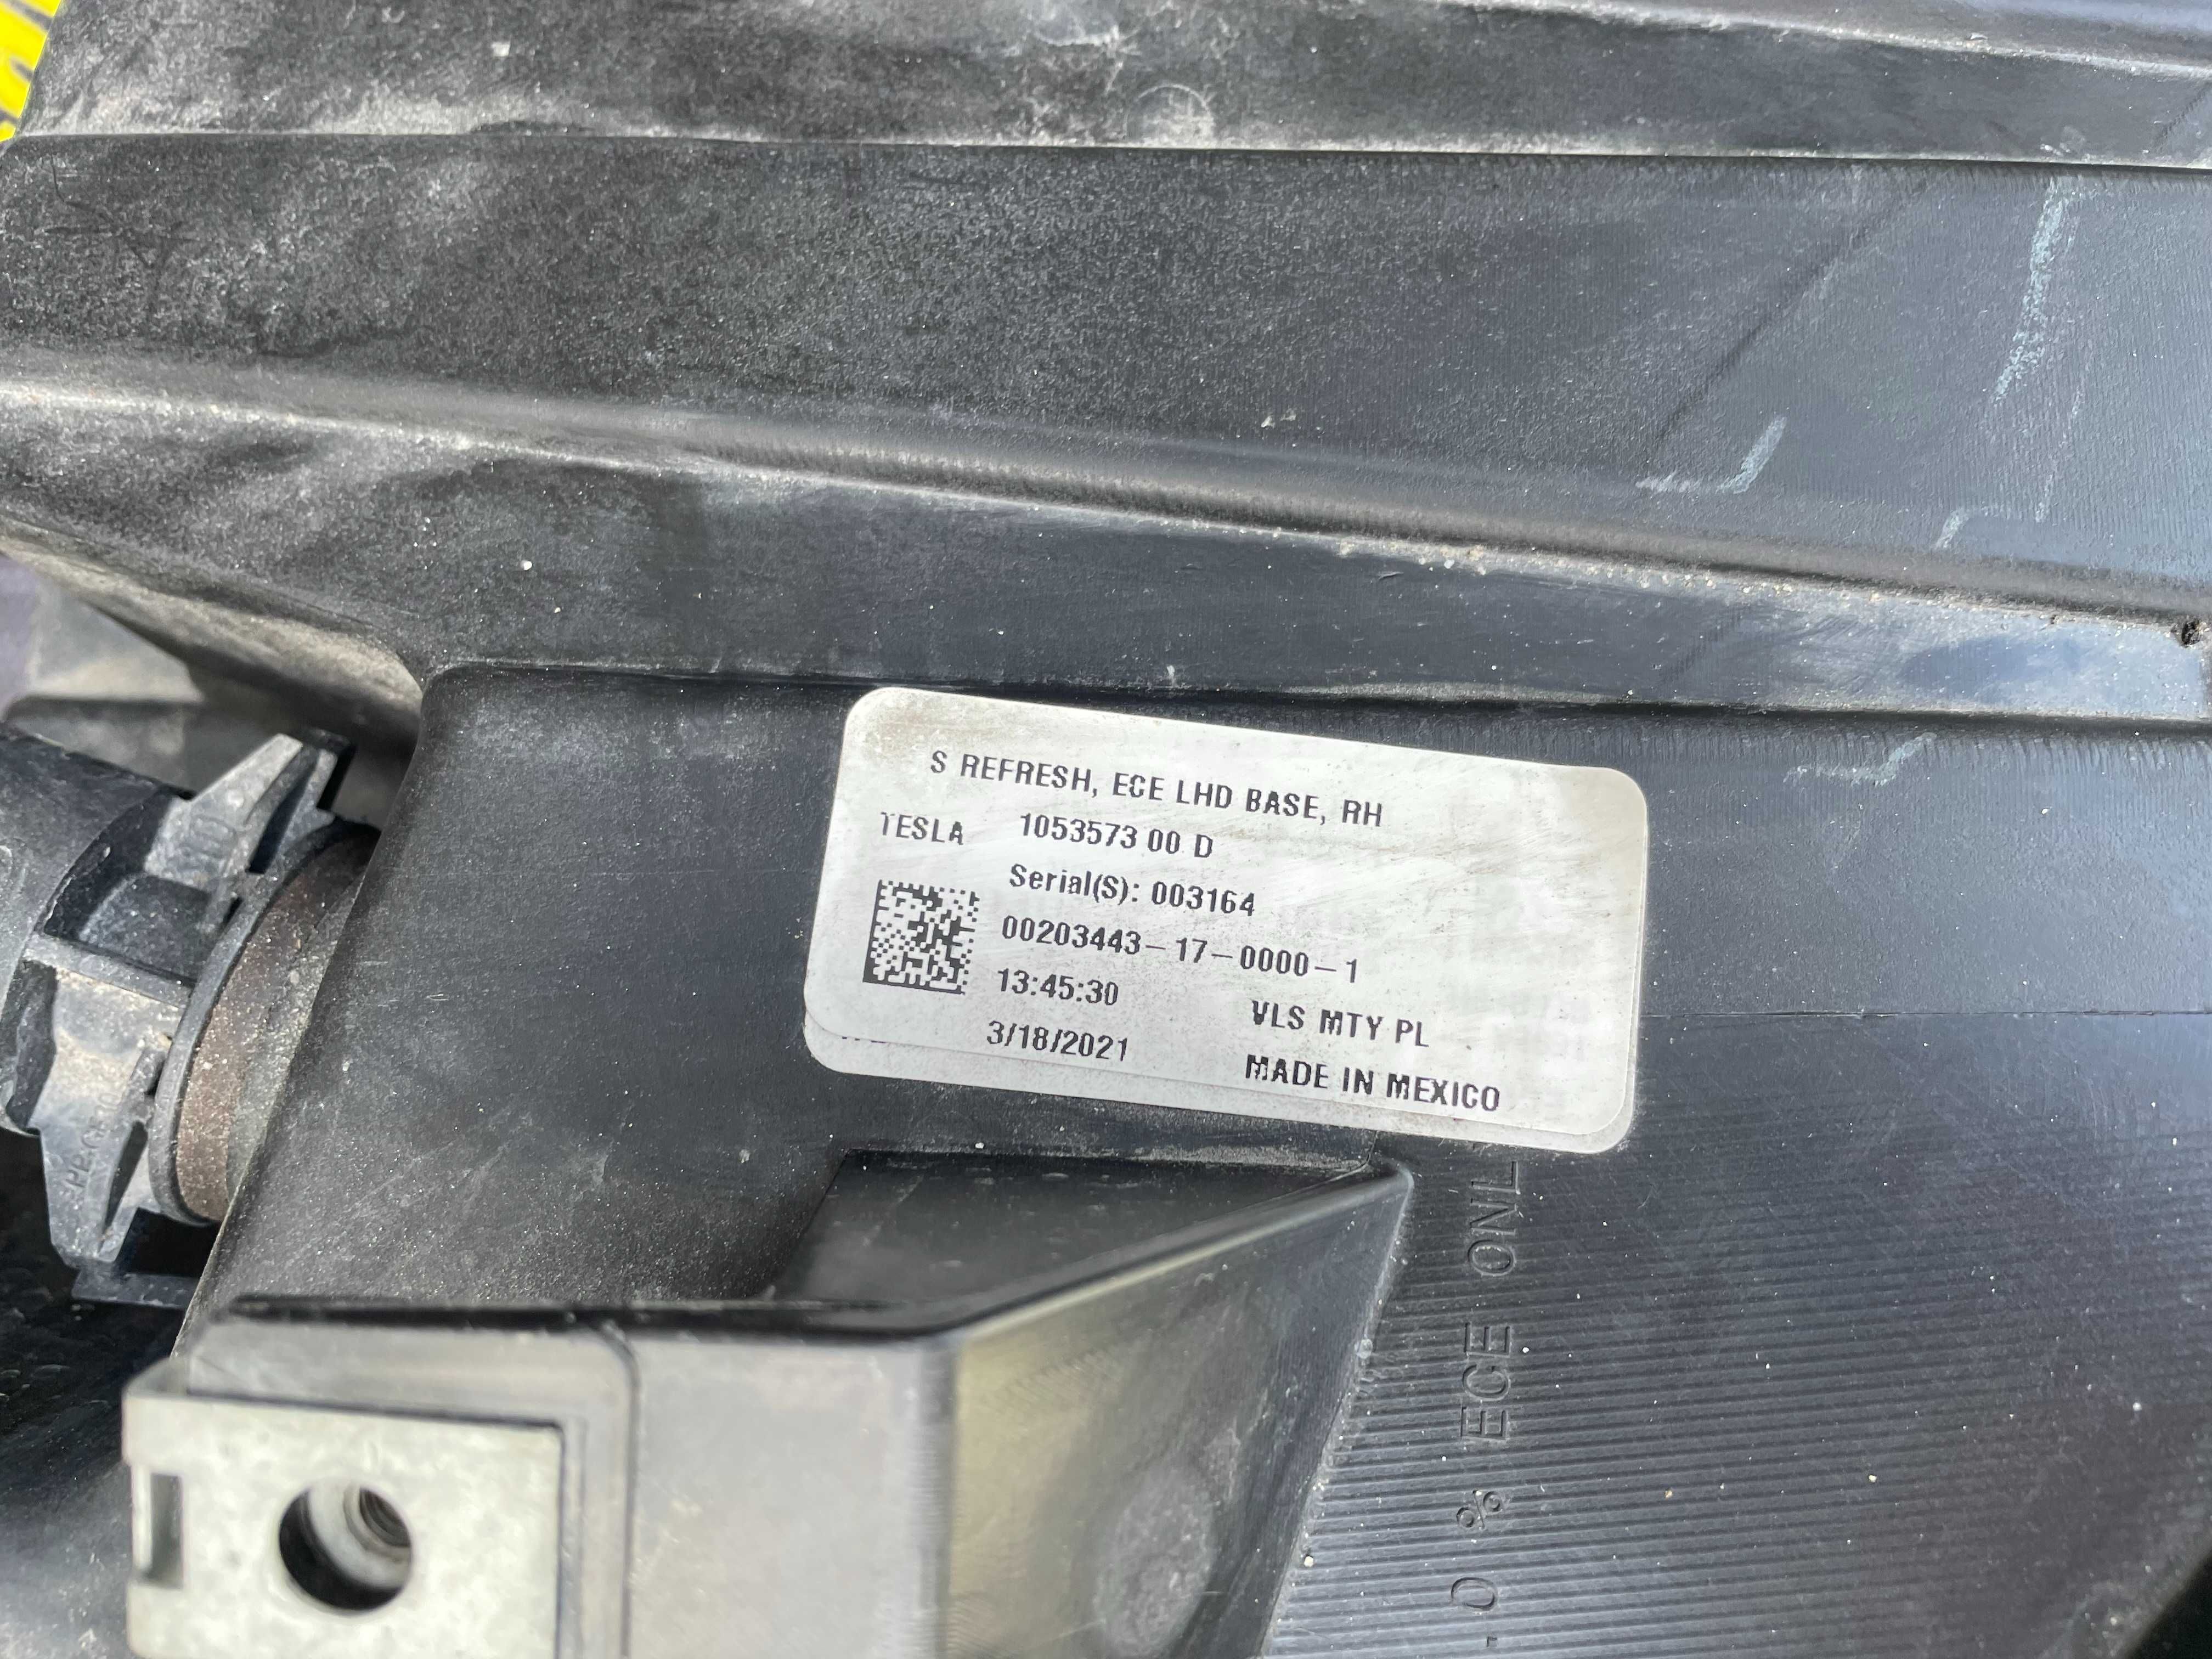 S REFRESH, ECE LHD BASE, RH
TESLA 1053573 00 D
Serial(S): 003164
00203443-17-0000-1
13:45:30
VLS MTY PL
3/18/2021
MADE IN MEXICO
% ECE ONL